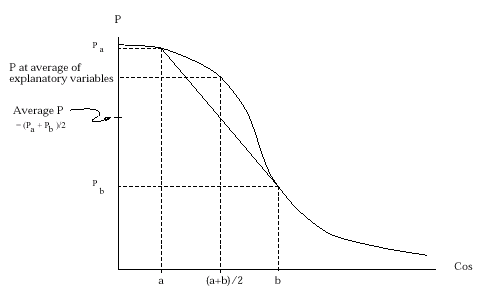 P
P a
P at average of
explanatory variables
Average P
= (P a + P b )/2
P b
Cos
a
(a+b)/2
b